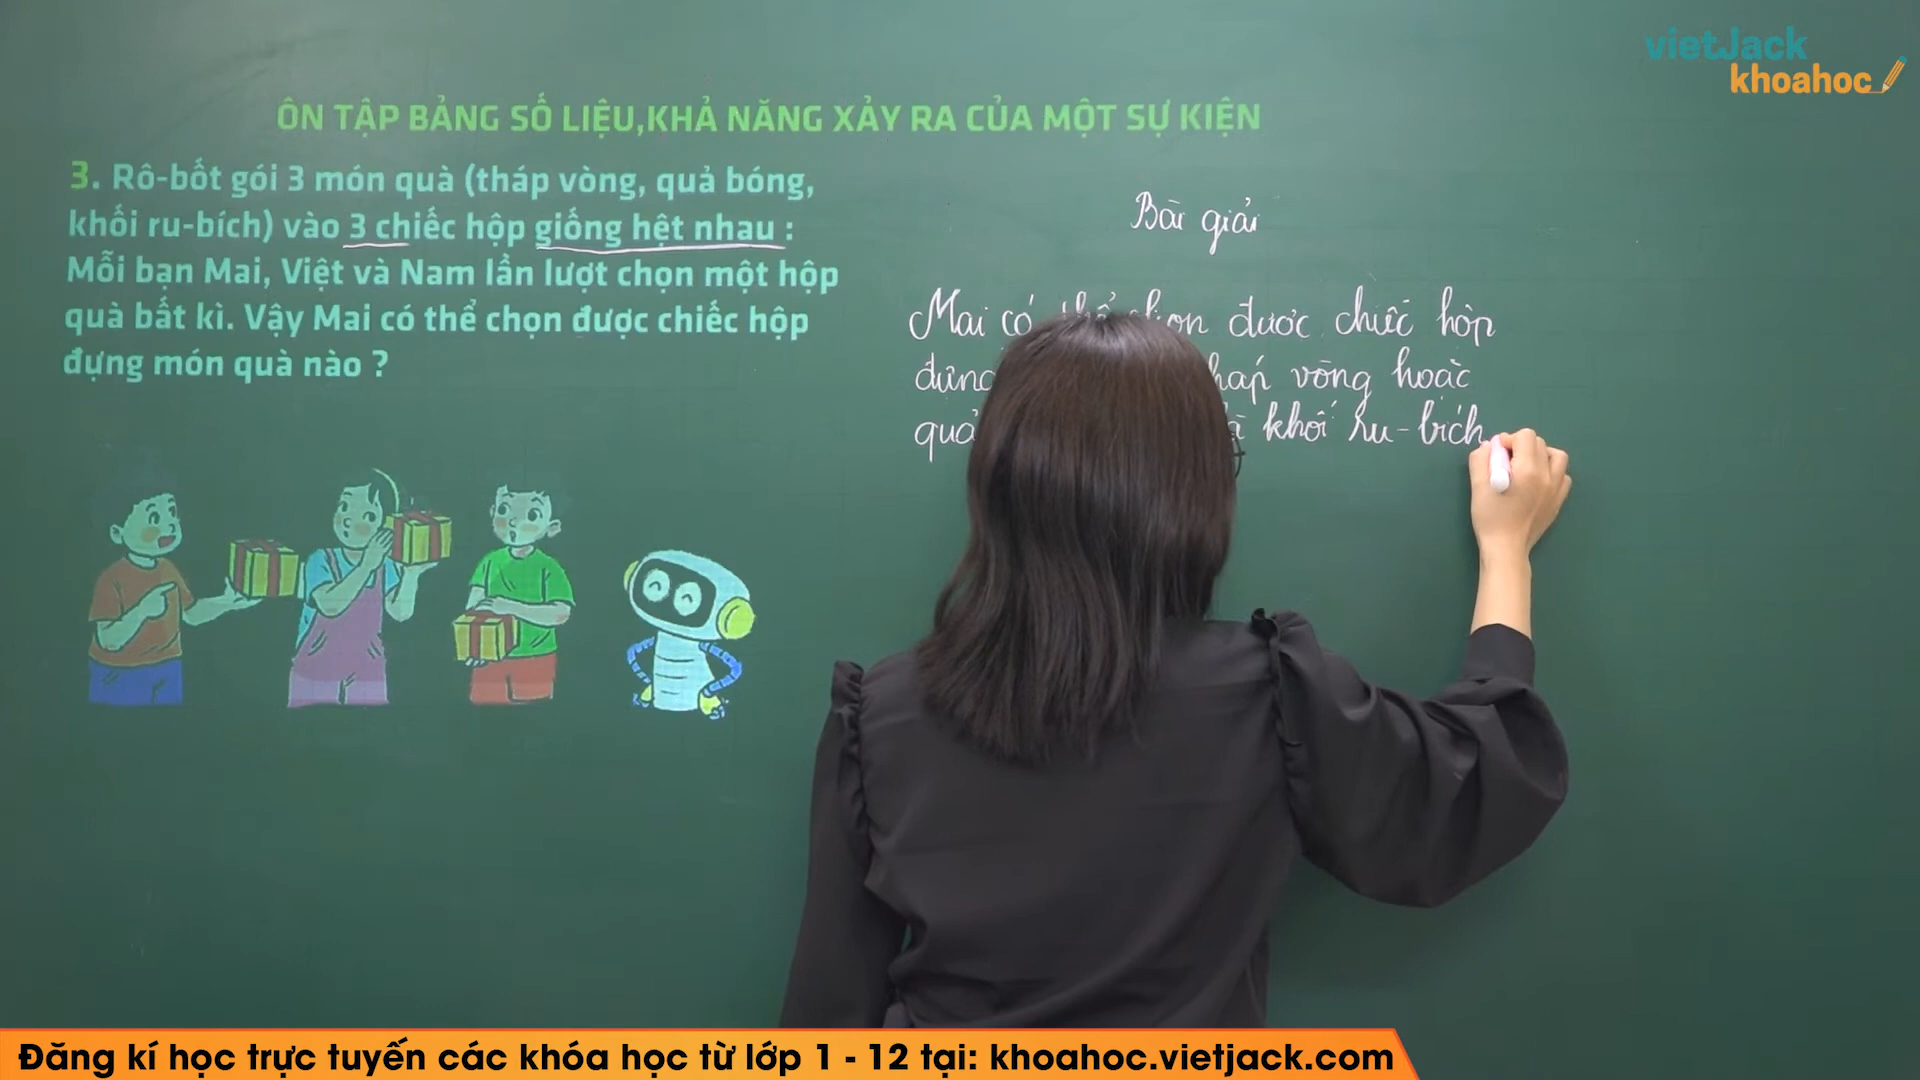 vietJack
khoahoc
ÔN TẬP BẢNG SỐ LIỆU,KHẢ NĂNG XẢY RA CỦA MỘT SỰ KIỆN
3. Rô-bốt gói 3 món quà (tháp vòng, quả bóng,
khối ru-bích) vào 3 chiếc hộp giống hệt nhau :
Mỗi bạn Mai, Việt và Nam lần lượt chọn một hộp
quà bất kì. Vậy Mai có thể chọn được chiếc hộp
đựng món quà nào ?
Bài giải
Mai có thể chọn được chiếc hộp
vòng hoặc
khối ru-bích
Đăng kí học trực tuyến các khóa học từ lớp 1 - 12 tại: khoahoc.vietjack.com